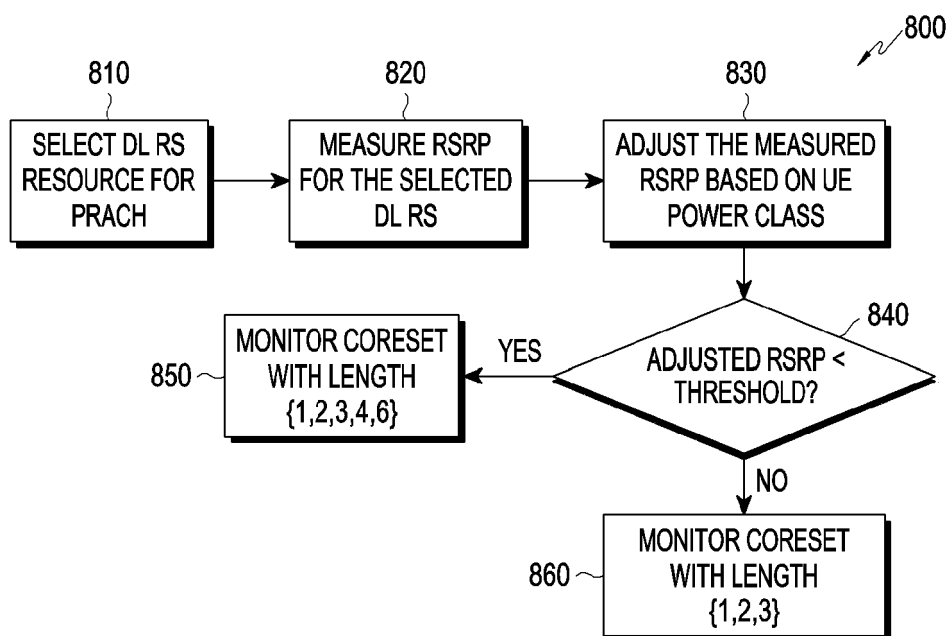 800
810
SELECT DL RS
RESOURCE FOR
PRACH
820
MEASURE RSRP
FOR THE SELECTED
DL RS
830
ADJUST THE MEASURED
RSRP BASED ON UE
POWER CLASS
840
ADJUSTED RSRP <
THRESHOLD?
YES
850
MONITOR CORESET
WITH LENGTH
{1,2,3,4,6}
NO
860
MONITOR CORESET
WITH LENGTH
{1,2,3}